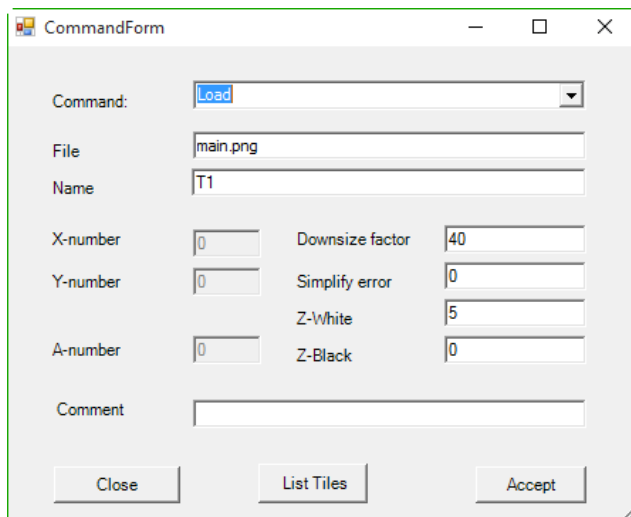 CommandForm
Command: Load
File main.png
Name T1
X-number 0 Downsize factor 40
Y-number 0 Simplify error 0
Z-White 5
A-number 0 Z-Black 0
Comment
Close List Tiles Accept